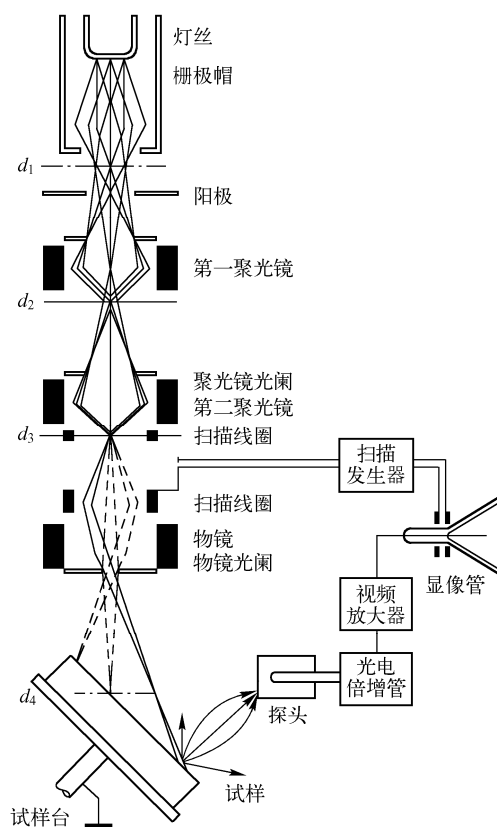 灯丝
栅极帽
d1
阳极
第一聚光镜
d2
聚光镜光阑
第二聚光镜
d3
扫描线圈
扫描
发生器
扫描线圈
物镜
物镜光阑
显像管
视频
放大器
光电
倍增管
d4
探头
试样
试样台